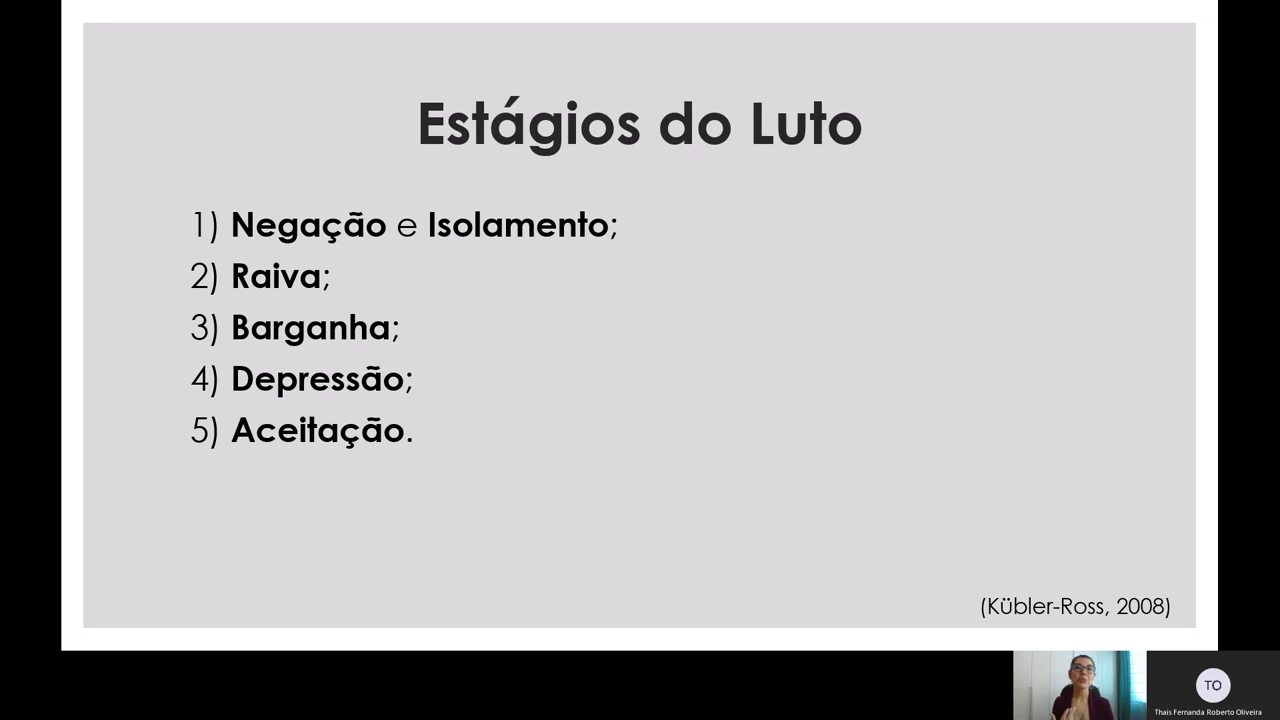 Estágios do Luto
1) Negação e Isolamento;
2) Raiva;
3) Barganha;
4) Depressão;
5) Aceitação.
(Kübler-Ross, 2008)
TO
Thais Fernanda Roberto Oliveira